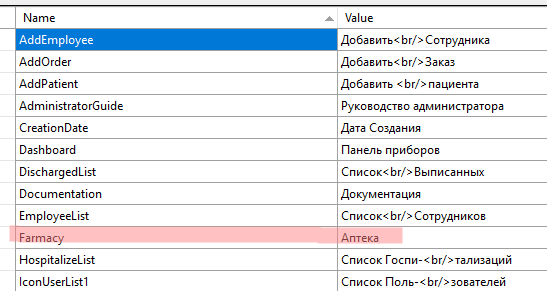 Name Value
AddEmployee Добавить<br/>Сотрудника
AddOrder Добавить<br/>Заказ
AddPatient Добавить <br/>пациента
AdministratorGuide Руководство администратора
CreationDate Дата Создания
Dashboard Панель приборов
DischargedList Список<br/>Выписанных
Documentation Документация
EmployeeList Список<br/>Сотрудников
Farmacy Аптека
HospitalizeList Список Госпи-<br/>тализаций
IconUserList1 Список Поль-<br/>зователей